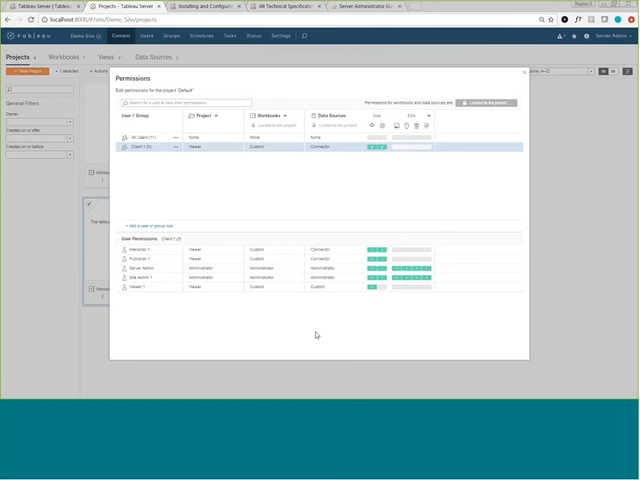 Tableau Server | Tableau
Projects - Tableau Server
Installing and Configurin
All Technical Specification
Server Administrator Gu
localhost:8000/#/site/Demo_Site/projects
Demo Site
Content
Users
Groups
Schedules
Tasks
Status
Settings
Server Admin
Projects
Workbooks
Views
Data Sources
+ New Project
1 selected
Actions
General Filters
Owner
Created on or after
Created on or before
The defaul
Permissions
Edit permissions for the project 'Default'.
Search for a user to view their permissions
Permissions for workbooks and data sources are:
Locked to the project
User / Group
Project
Workbooks
Data Sources
Use
Edit
Locked to the project
Locked to the project
All Users (11)
None
None
None
Client 1 (5)
Viewer
Custom
Connector
+ Add a user or group rule
User Permissions
Client 1 (5)
Interactor 1
Viewer
Custom
Connector
Publisher 1
Viewer
Custom
Connector
Server Admin
Administrator
Administrator
Administrator
Site Admin 1
Administrator
Administrator
Administrator
Viewer 1
Viewer
Custom
Custom